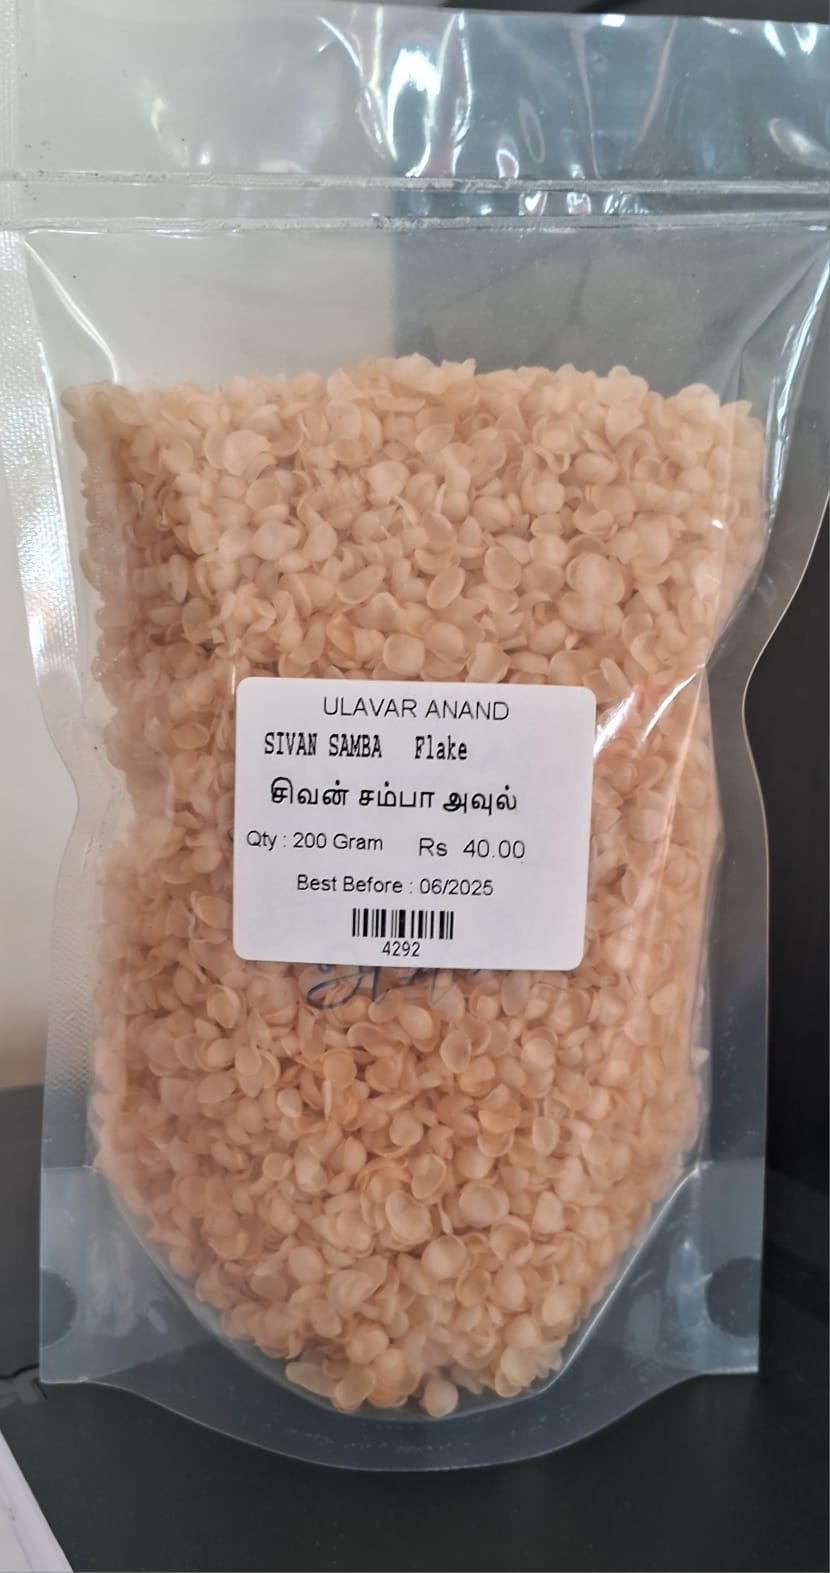 ULAVAR ANAND
SIVAN SAMBA Flake
சிவன் சம்பா அவுல்
Qty : 200 Gram Rs 40.00
Best Before : 06/2025
4292